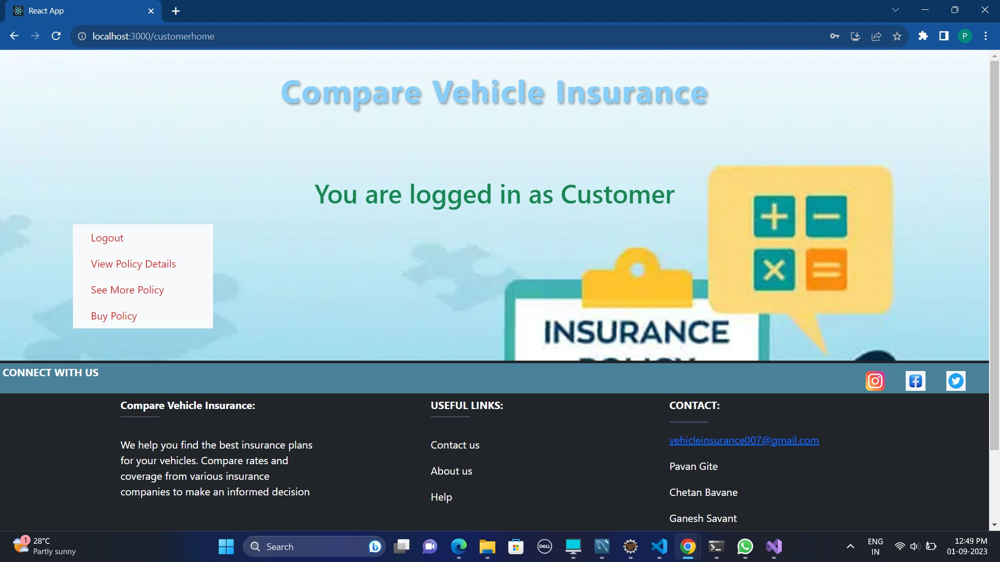 React App
localhost:3000/customerhome
P
Compare Vehicle Insurance
You are logged in as Customer
Logout
View Policy Details
See More Policy
Buy Policy
INSURANCE
POLICY
CONNECT WITH US
Compare Vehicle Insurance:
We help you find the best insurance plans
for your vehicles. Compare rates and
coverage from various insurance
companies to make an informed decision
USEFUL LINKS:
Contact us
About us
Help
CONTACT:
vehicleinsurance007@gmail.com
Pavan Gite
Chetan Bavane
Ganesh Savant
1
28°C
Partly sunny
Search
DELL
ENG
IN
12:49 PM
01-09-2023